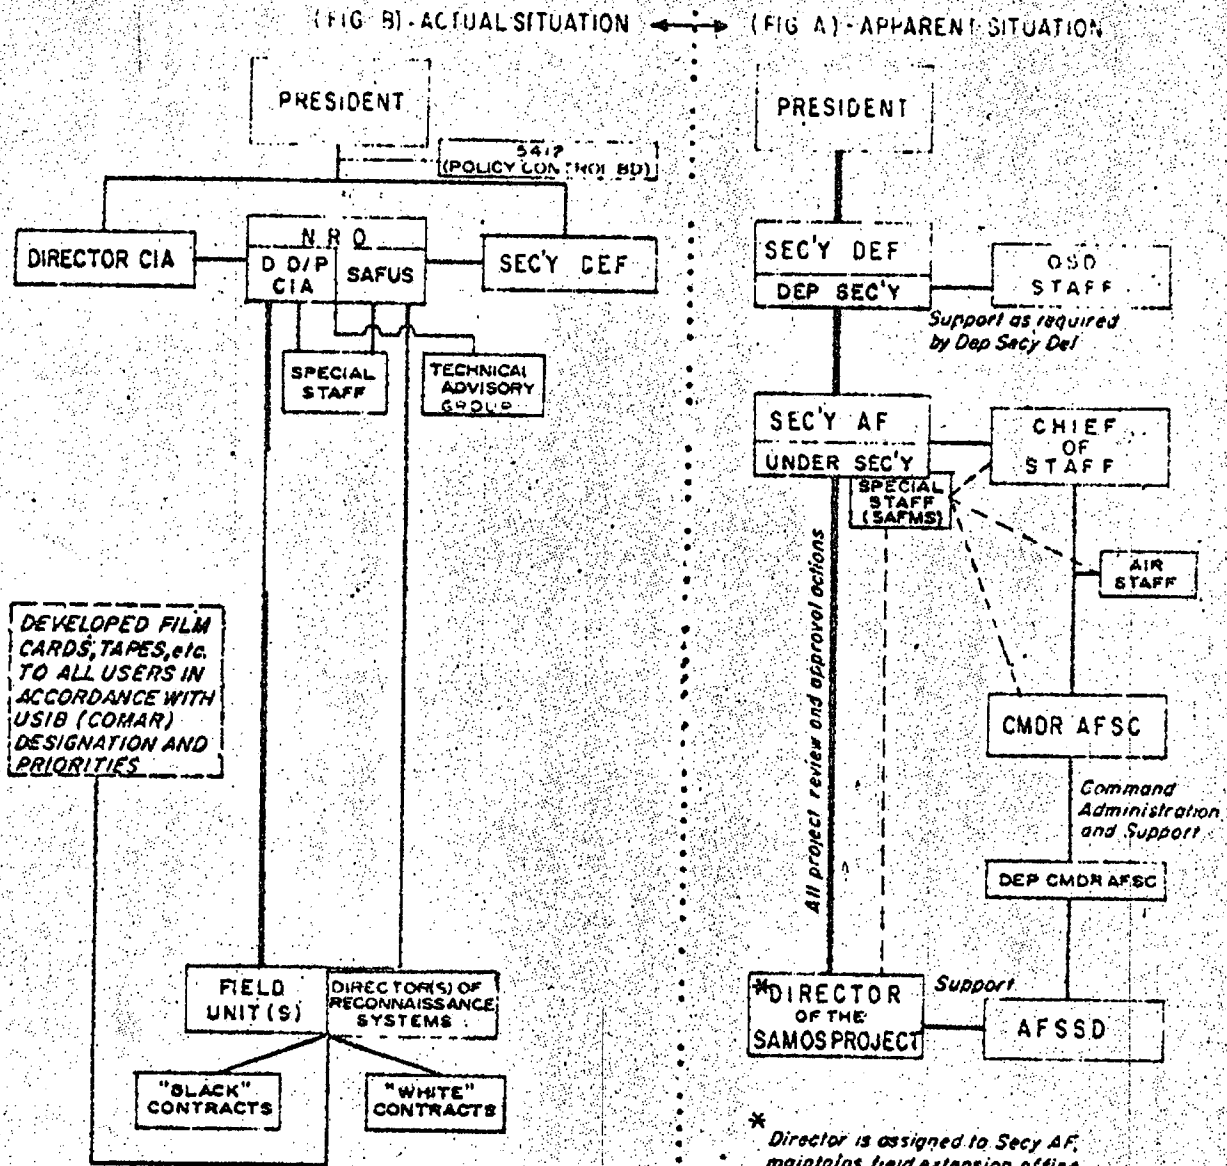 (FIG B) - ACTUAL SITUATION
(FIG A) - APPARENT SITUATION
PRESIDENT
5412
(POLICY CONTROL BD)
DIRECTOR CIA
N R O
D D/P
CIA
SAFUS
SEC'Y DEF
SPECIAL
STAFF
TECHNICAL
ADVISORY
GROUP
DEVELOPED FILM
CARDS, TAPES, etc.
TO ALL USERS IN
ACCORDANCE WITH
USIB (COMAR)
DESIGNATION AND
PRIORITIES
FIELD
UNIT(S)
DIRECTOR(S) OF
RECONNAISSANCE
SYSTEMS
"BLACK"
CONTRACTS
"WHITE"
CONTRACTS
PRESIDENT
SEC'Y DEF
DEP SEC'Y
OSD
STAFF
Support as required
by Dep Secy Def
SEC'Y AF
UNDER SEC'Y
SPECIAL
STAFF
(SAFMS)
CHIEF
OF
STAFF
AIR
STAFF
All project review and approval actions
CMDR AFSC
Command
Administration
and Support
DEP CMDR AFSC
*DIRECTOR
OF THE
SAMOS PROJECT
Support
AFSSD
*
Director is assigned to Secy AF,
maintains field extension office